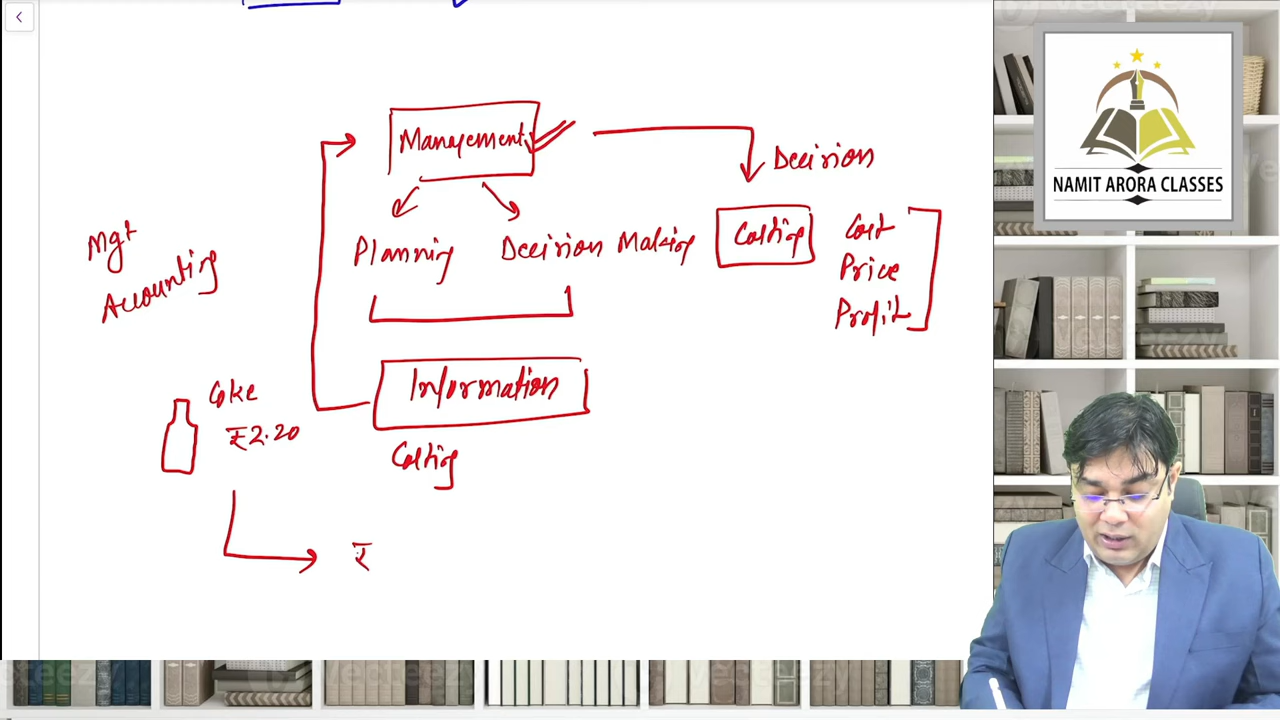 Management
Decision
NAMIT ARORA CLASSES
Mgt
Accounting
Planning
Decision Making
Costing
Cost
Price
Profit
Information
Coke
₹2.20
Costing
₹